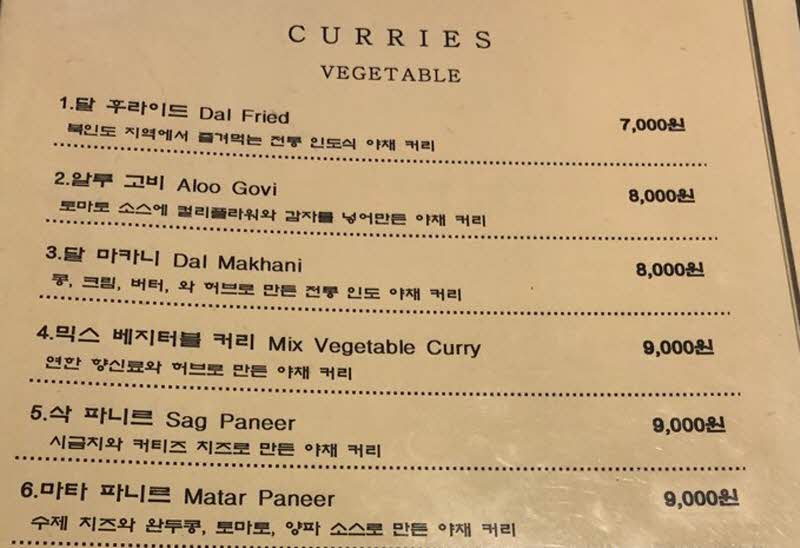 CURRIES
VEGETABLE
1.달 후라이드 Dal Fried 7,000원
북인도 지역에서 즐겨먹는 전통 인도식 야채 커리
2.알루 고비 Aloo Govi 8,000원
토마토 소스에 컬리플라워와 감자를 넣어만든 야채 커리
3.달 마카니 Dal Makhani 8,000원
콩, 크림, 버터, 와 허브로 만든 전통 인도 야채 커리
4.믹스 베지터블 커리 Mix Vegetable Curry 9,000원
연한 향신료와 허브로 만든 야채 커리
5.삭 파니르 Sag Paneer 9,000원
시금치와 커티즈 치즈로 만든 야채 커리
6.마타 파니르 Matar Paneer 9,000원
수제 치즈와 완두콩, 토마토, 양파 소스로 만든 야채 커리